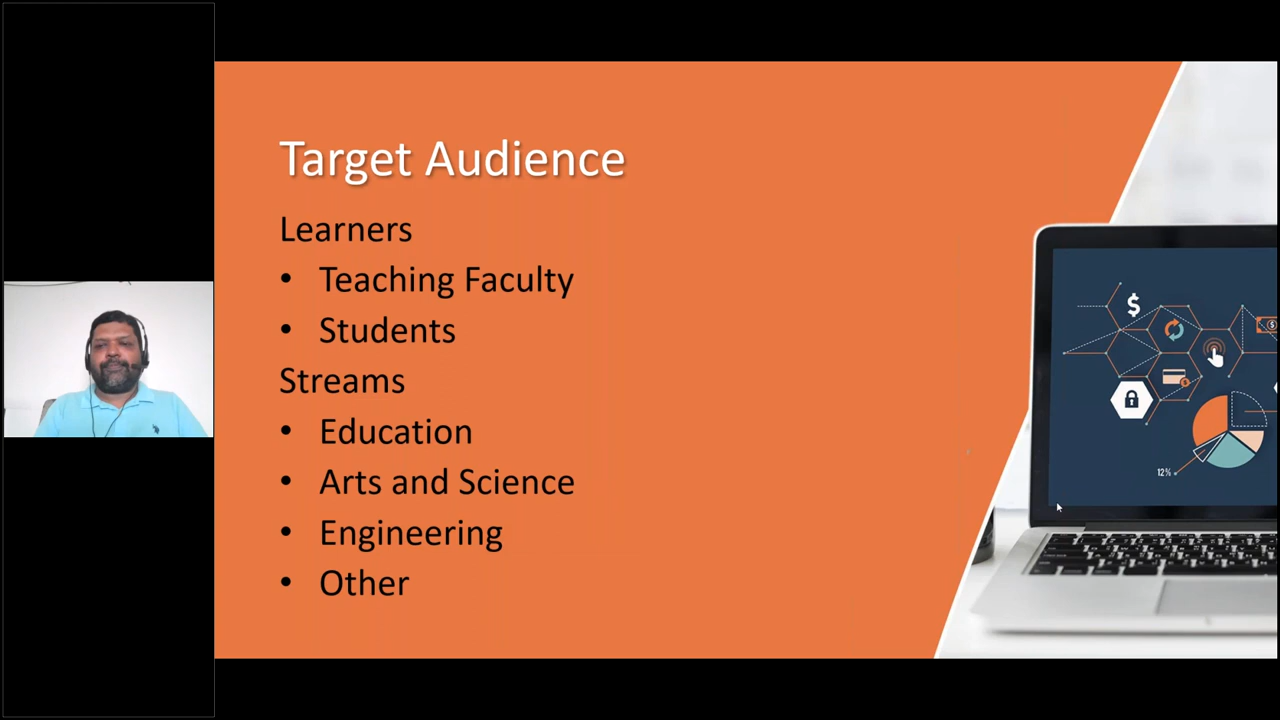 Target Audience
Learners
• Teaching Faculty
• Students
Streams
• Education
• Arts and Science
• Engineering
• Other
$
12%